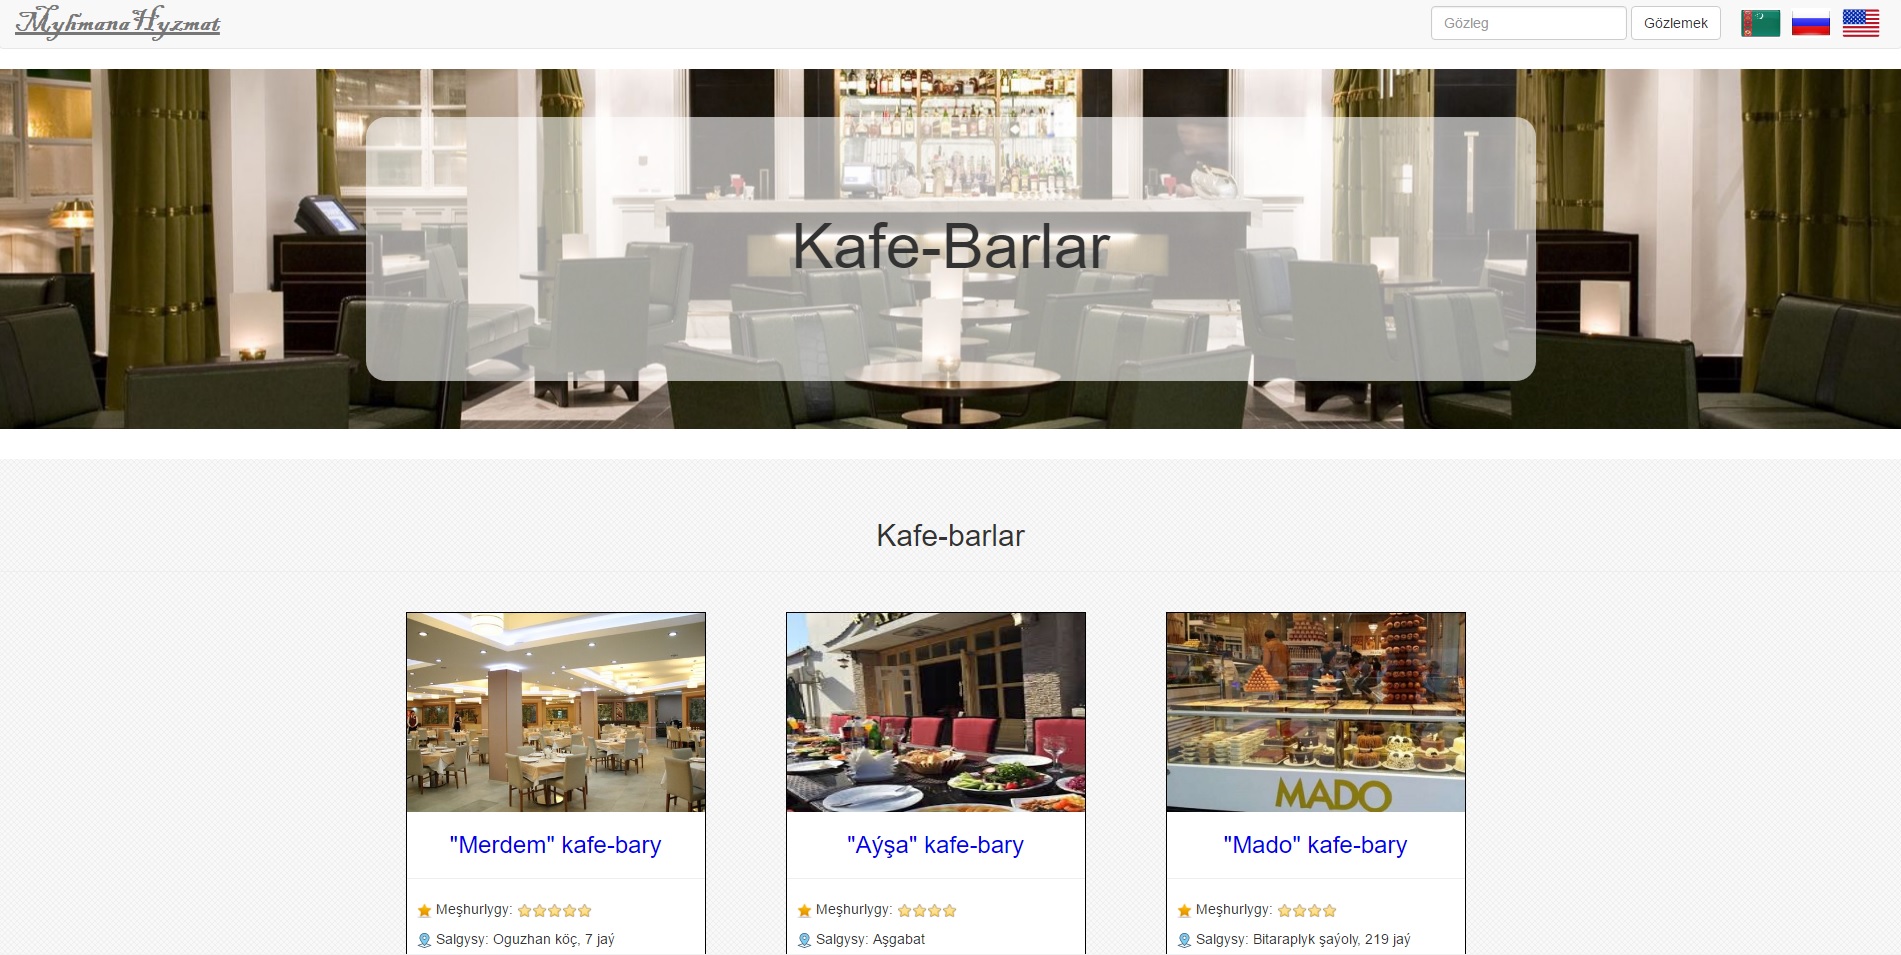 MyhmanaHyzmat
Gözleg
Gözlemek
Kafe-Barlar
Kafe-barlar
MADO
"Merdem" kafe-bary
"Aýşa" kafe-bary
"Mado" kafe-bary
Meşhurlygy:
Meşhurlygy:
Meşhurlygy:
Salgysy: Oguzhan köç, 7 jaý
Salgysy: Aşgabat
Salgysy: Bitaraplyk şaýoly, 219 jaý